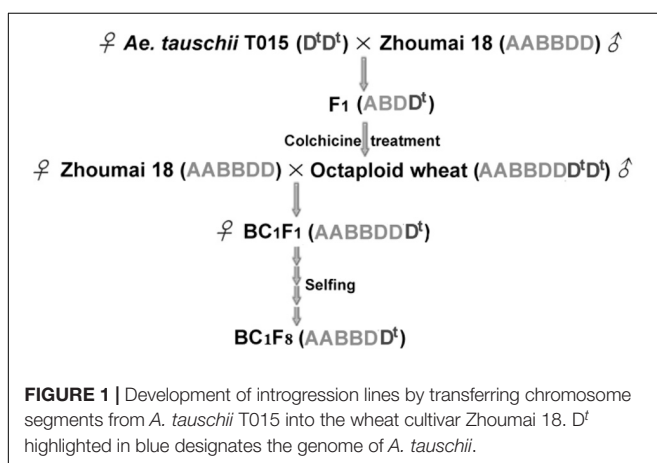 ♀ Ae. tauschii T015 (DᵗDᵗ) × Zhoumai 18 (AABBDD) ♂
F₁ (ABDDᵗ)
Colchicine treatment
♀ Zhoumai 18 (AABBDD) × Octaploid wheat (AABBDDDᵗDᵗ) ♂
♀ BC₁F₁ (AABBDDDᵗ)
Selfing
BC₁F₈ (AABBDDᵗ)
FIGURE 1 | Development of introgression lines by transferring chromosome
segments from A. tauschii T015 into the wheat cultivar Zhoumai 18. Dᵗ
highlighted in blue designates the genome of A. tauschii.